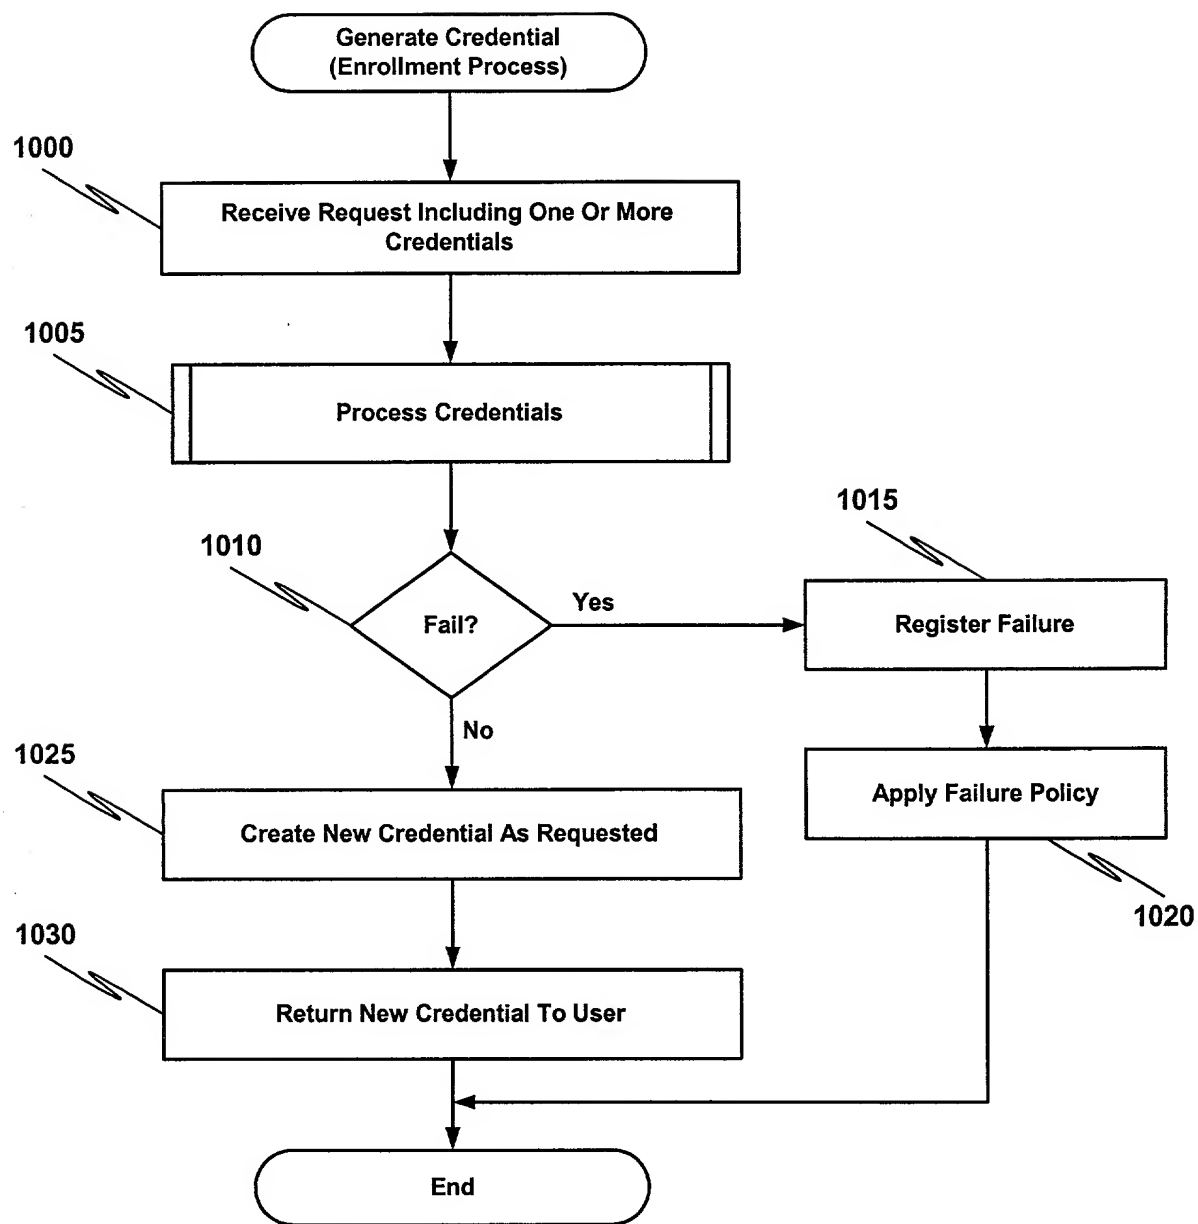 Generate Credential
(Enrollment Process)
1000
Receive Request Including One Or More
Credentials
1005
Process Credentials
1010
Fail?
Yes
1015
Register Failure
No
1025
Create New Credential As Requested
Apply Failure Policy
1020
1030
Return New Credential To User
End